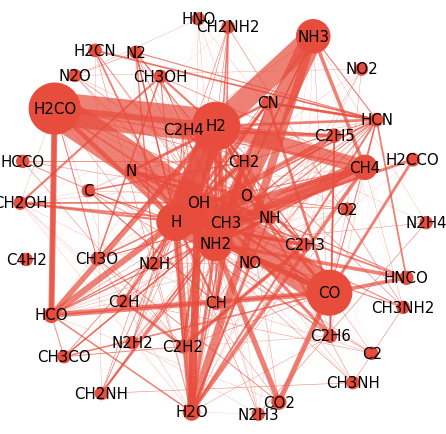 HNO
CH2NH2
NH3
H2CN
N2
N2O
CH3OH
NO2
CN
H2CO
C2H4
H2
HCN
C2H5
HCCO
CH2
H2CCO
CH4
N
C
CH2OH
OH
O
H
CH3
NH
O2
N2H4
NH2
C2H3
C4H2
CH3O
N2H
NO
HNCO
CO
C2H
CH
CH3NH2
HCO
C2H6
CH3CO
N2H2
C2H2
C2
CH2NH
CH3NH
H2O
N2H3
CO2